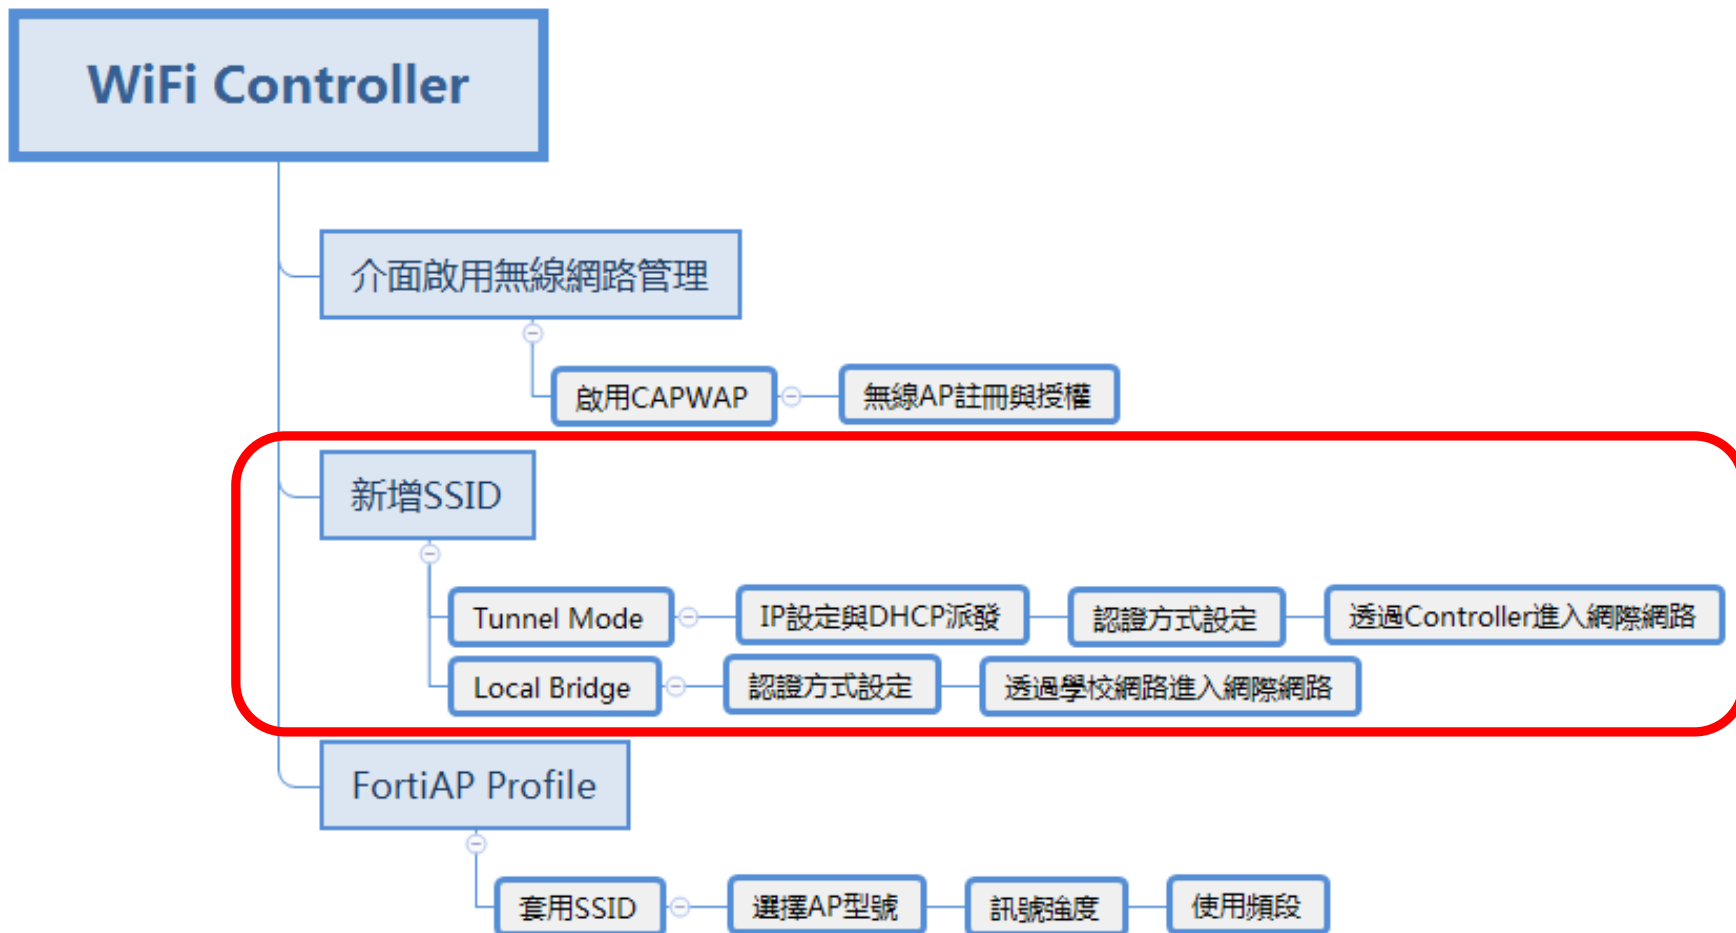 WiFi Controller
介面啟用無線網路管理
啟用CAPWAP
無線AP註冊與授權
新增SSID
Tunnel Mode
IP設定與DHCP派發
認證方式設定
透過Controller進入網際網路
Local Bridge
認證方式設定
透過學校網路進入網際網路
FortiAP Profile
套用SSID
選擇AP型號
訊號強度
使用頻段